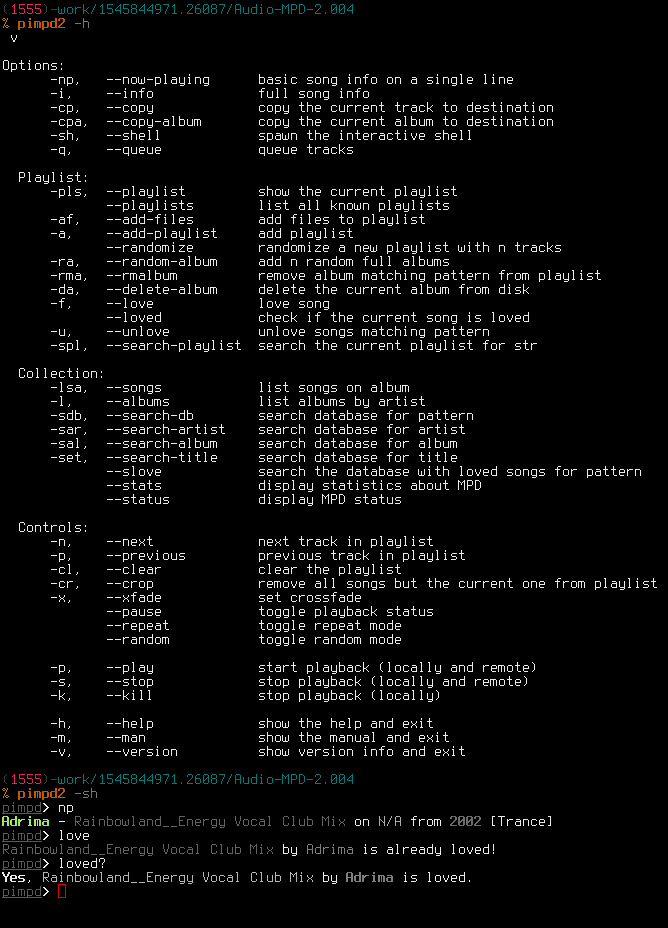 (1555)-work/1545844971.26087/Audio-MPD-2.004
% pimpd2 -h
 v

Options:
      -np,   --now-playing      basic song info on a single line
      -i,    --info             full song info
      -cp,   --copy             copy the current track to destination
      -cpa,  --copy-album       copy the current album to destination
      -sh,   --shell            spawn the interactive shell
      -q,    --queue            queue tracks

  Playlist:
      -pls,  --playlist         show the current playlist
             --playlists        list all known playlists
      -af,   --add-files        add files to playlist
      -a,    --add-playlist     add playlist
             --randomize        randomize a new playlist with n tracks
      -ra,   --random-album     add n random full albums
      -rma,  --rmalbum          remove album matching pattern from playlist
      -da,   --delete-album     delete the current album from disk
      -f,    --love             love song
             --loved            check if the current song is loved
      -u,    --unlove           unlove songs matching pattern
      -spl,  --search-playlist  search the current playlist for str

  Collection:
      -lsa,  --songs            list songs on album
      -l,    --albums           list albums by artist
      -sdb,  --search-db        search database for pattern
      -sar,  --search-artist    search database for artist
      -sal,  --search-album     search database for album
      -set,  --search-title     search database for title
             --slove            search the database with loved songs for pattern
             --stats            display statistics about MPD
             --status           display MPD status

  Controls:
      -n,    --next             next track in playlist
      -p,    --previous         previous track in playlist
      -cl,   --clear            clear the playlist
      -cr,   --crop             remove all songs but the current one from playlist
      -x,    --xfade            set crossfade
             --pause            toggle playback status
             --repeat           toggle repeat mode
             --random           toggle random mode

      -p,    --play             start playback (locally and remote)
      -s,    --stop             stop playback (locally and remote)
      -k,    --kill             stop playback (locally)

      -h,    --help             show the help and exit
      -m,    --man              show the manual and exit
      -v,    --version          show version info and exit

(1555)-work/1545844971.26087/Audio-MPD-2.004
% pimpd2 -sh
pimpd> np
Adrima - Rainbowland__Energy Vocal Club Mix on N/A from 2002 [Trance]
pimpd> love
Rainbowland__Energy Vocal Club Mix by Adrima is already loved!
pimpd> loved?
Yes, Rainbowland__Energy Vocal Club Mix by Adrima is loved.
pimpd>